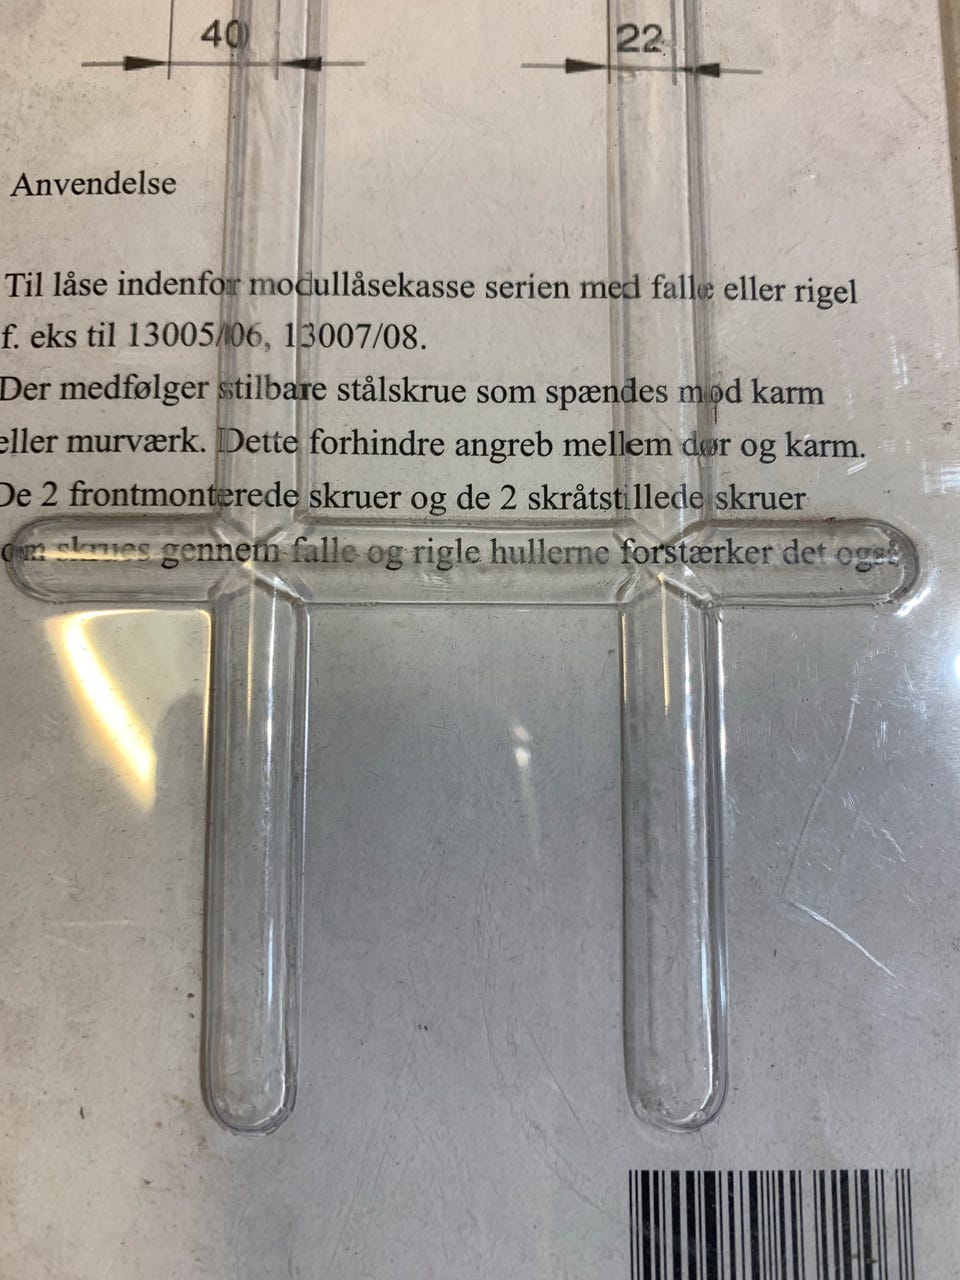 40 22
Anvendelse
Til låse indenfor modullåsekasse serien med falle eller rigel
f. eks til 13005/06, 13007/08.
Der medfølger stilbare stålskrue som spændes mod karm
eller murværk. Dette forhindre angreb mellem dør og karm.
De 2 frontmonterede skruer og de 2 skråtstillede skruer
som skrues gennem falle og rigle hullerne forstærker det også